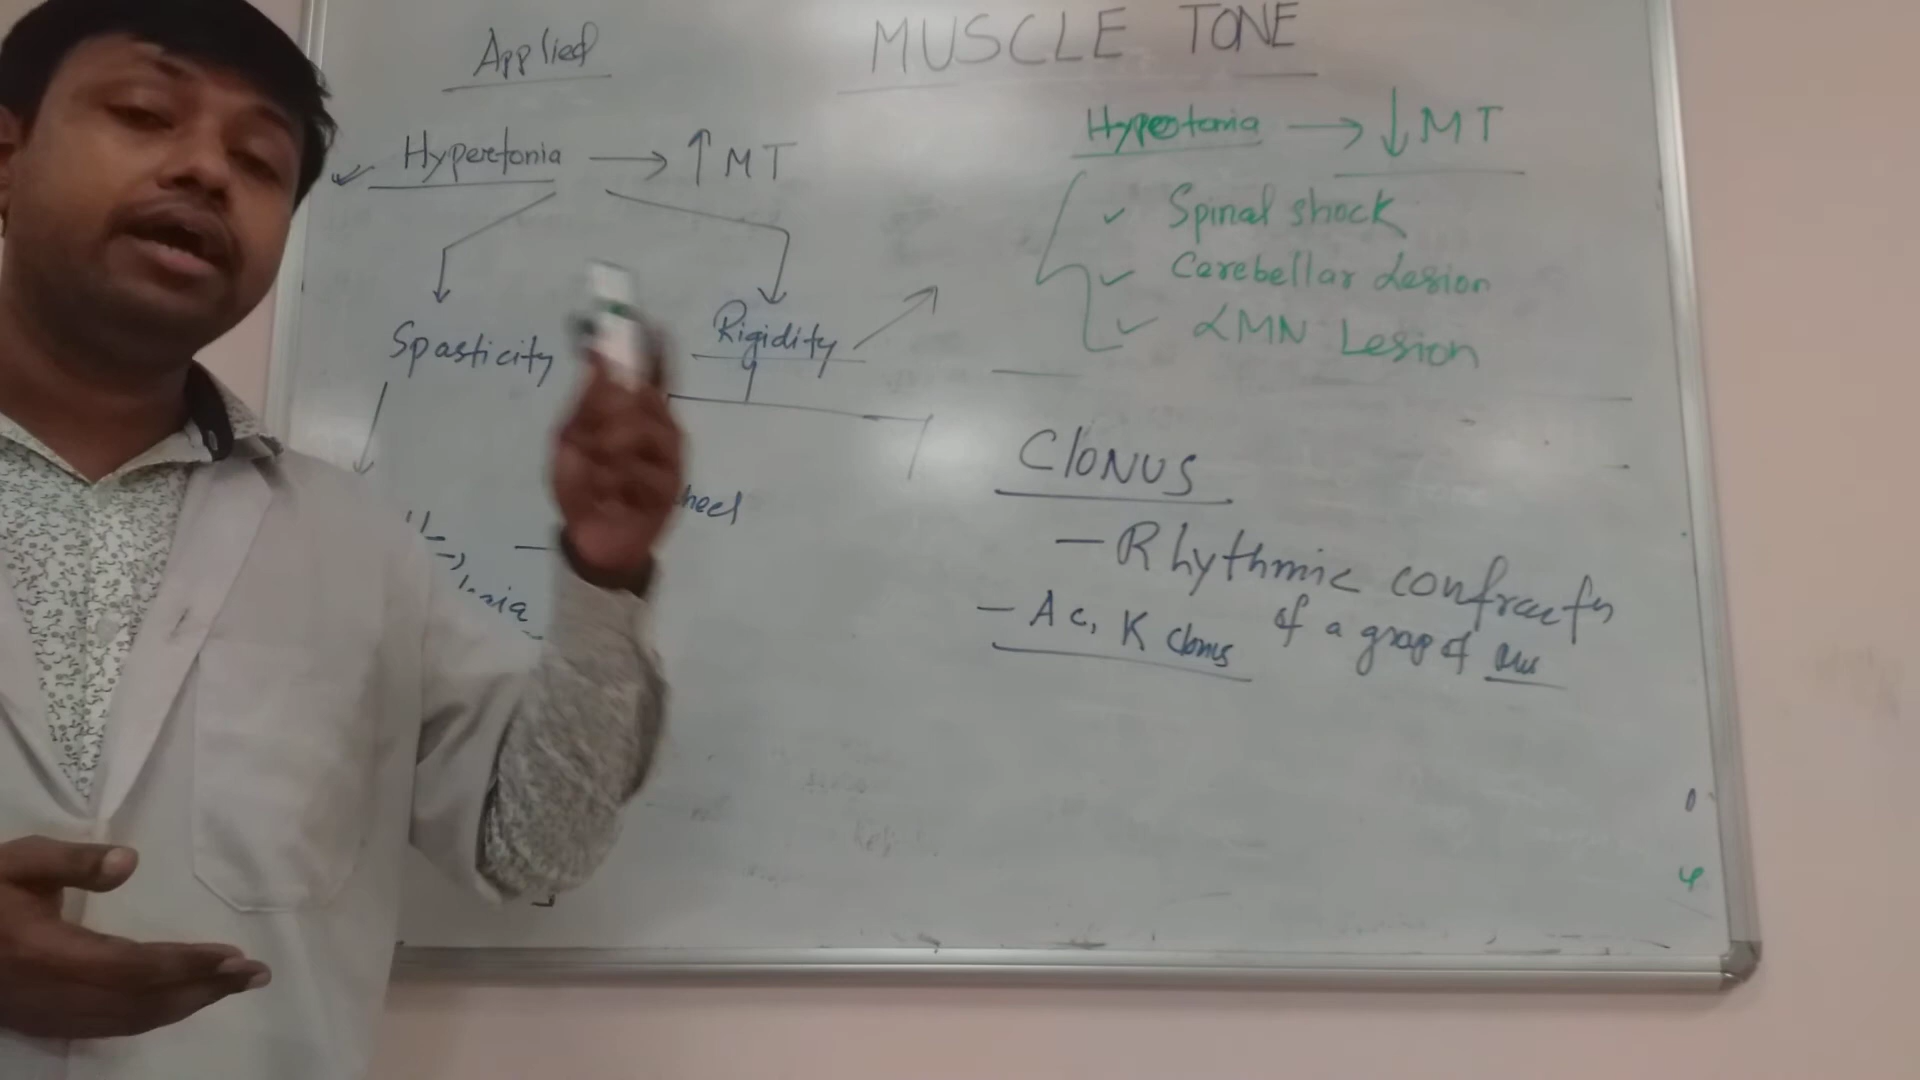 MUSCLE TONE
Applied
Hypertonia → ↑ MT
Spasticity
Rigidity
Hypotonia → ↓ MT
✓ Spinal shock
✓ Cerebellar Lesion
✓ LMN Lesion
Clonus
- Rhythmic
of a group of
- Ac, K Clonus